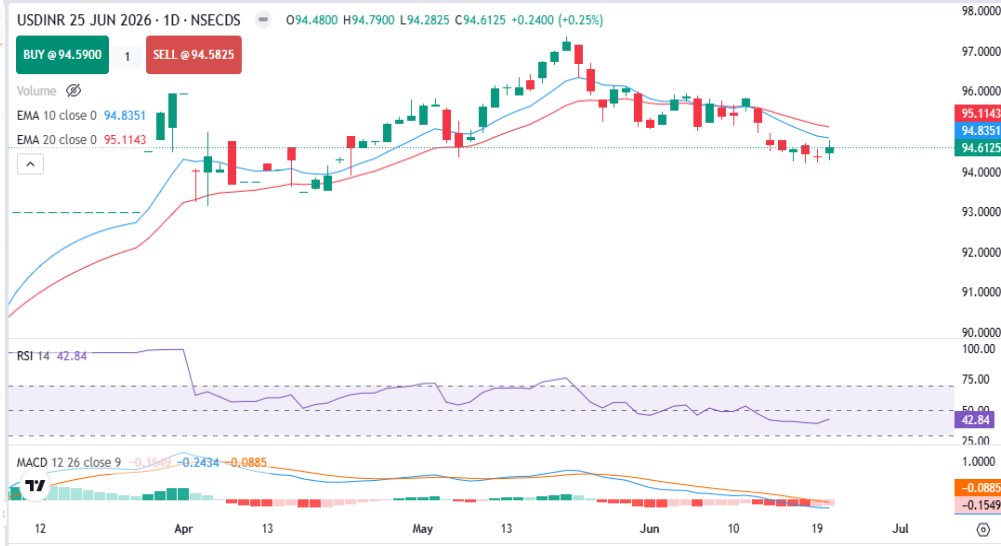 USDINR 25 JUN 2026 · 1D · NSECDS O94.4800 H94.7900 L94.2825 C94.6125 +0.2400 (+0.25%)
BUY @ 94.5900 1 SELL @ 94.5825
Volume
EMA 10 close 0 94.8351
EMA 20 close 0 95.1143
98.0000
97.0000
96.0000
95.1143
94.8351
94.6125
94.0000
93.0000
92.0000
91.0000
90.0000
RSI 14 42.84
100.00
75.00
50.00
42.84
25.00
MACD 12 26 close 9 -0.1549 -0.2434 -0.0885
1.0000
-0.0885
-0.1549
12 Apr 13 May 13 Jun 10 19 Jul